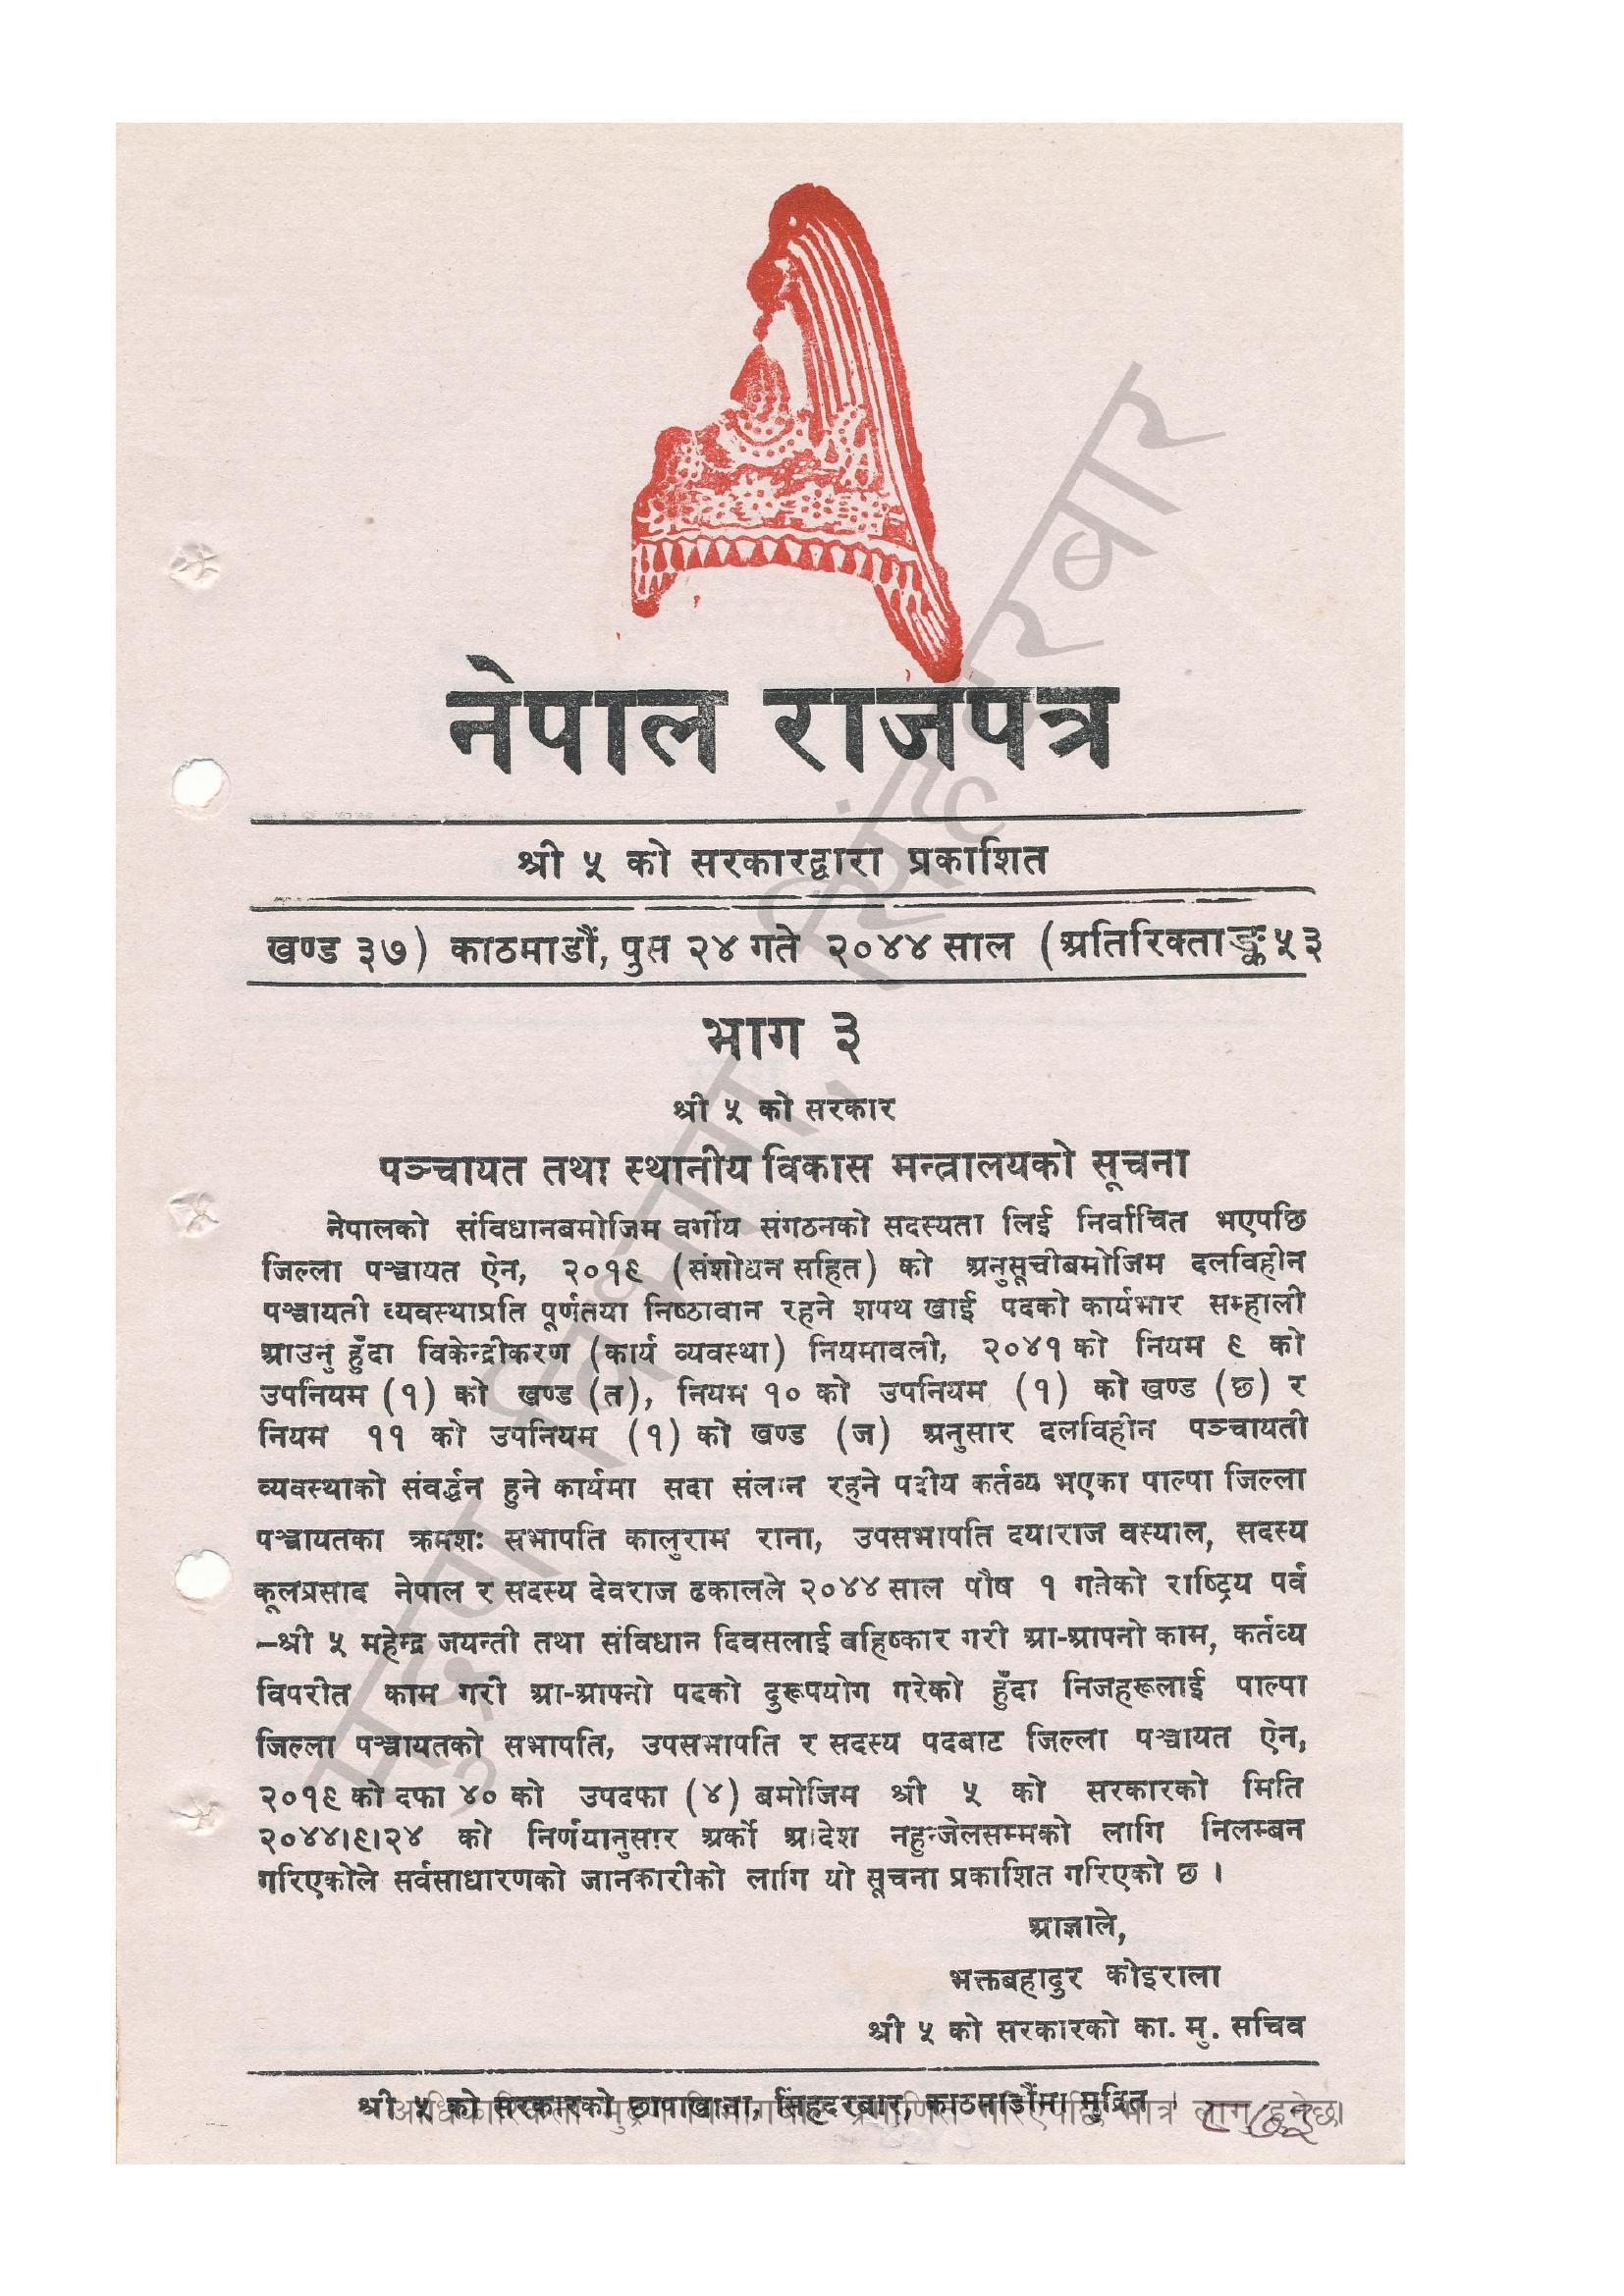 नेपाल राजपत्र
श्री ५ को सरकारद्वारा प्रकाशित
खण्ड ३७) काठमाडौं, पुस २४ गते २०४४ साल (अतिरिक्ताङ्क ५३
भाग ३
श्री ५ को सरकार
पञ्चायत तथा स्थानीय विकास मन्त्रालयको सूचना
नेपालको संविधानबमोजिम वर्गीय संगठनको सदस्यता लिई निर्वाचित भएपछि
जिल्ला पञ्चायत ऐन, २०१९ (संशोधन सहित) को अनुसूचीबमोजिम दलविहीन
पञ्चायती व्यवस्थाप्रति पूर्णतया निष्ठावान रहने शपथ खाई पदको कार्यभार सम्हाली
आउनु हुँदा विकेन्द्रीकरण (कार्य व्यवस्था) नियमावली, २०४१ को नियम ९ को
उपनियम (१) को खण्ड (त), नियम १० को उपनियम (१) को खण्ड (छ) र
नियम ११ को उपनियम (१) को खण्ड (ज) अनुसार दलविहीन पञ्चायती
व्यवस्थाको संवर्द्धन हुने कार्यमा सदा संलग्न रहने पदीय कर्तव्य भएका पाल्पा जिल्ला
पञ्चायतका क्रमशः सभापति कालुराम राना, उपसभापति दयाराज वस्याल, सदस्य
कूलप्रसाद नेपाल र सदस्य देवराज ढकालले २०४४ साल पौष १ गतेको राष्ट्रिय पर्व
–श्री ५ महेन्द्र जयन्ती तथा संविधान दिवसलाई बहिष्कार गरी आ-आफ्नो काम, कर्तव्य
विपरीत काम गरी आ-आफ्नो पदको दुरूपयोग गरेको हुँदा निजहरूलाई पाल्पा
जिल्ला पञ्चायतको सभापति, उपसभापति र सदस्य पदबाट जिल्ला पञ्चायत ऐन,
२०१९ को दफा ४० को उपदफा (४) बमोजिम श्री ५ को सरकारको मिति
२०४४।९।२४ को निर्णयानुसार अर्को आदेश नहुन्जेलसम्मको लागि निलम्बन
गरिएकोले सर्वसाधारणको जानकारीको लागि यो सूचना प्रकाशित गरिएको छ ।
आज्ञाले,
भक्तबहादुर कोइराला
श्री ५ को सरकारको का. मु. सचिव
श्री ५ को सरकारको छापाखाना, सिंहदरबार, काठमाडौंमा मुद्रित ।
मुद्रण विभाग, सिंहदरबार